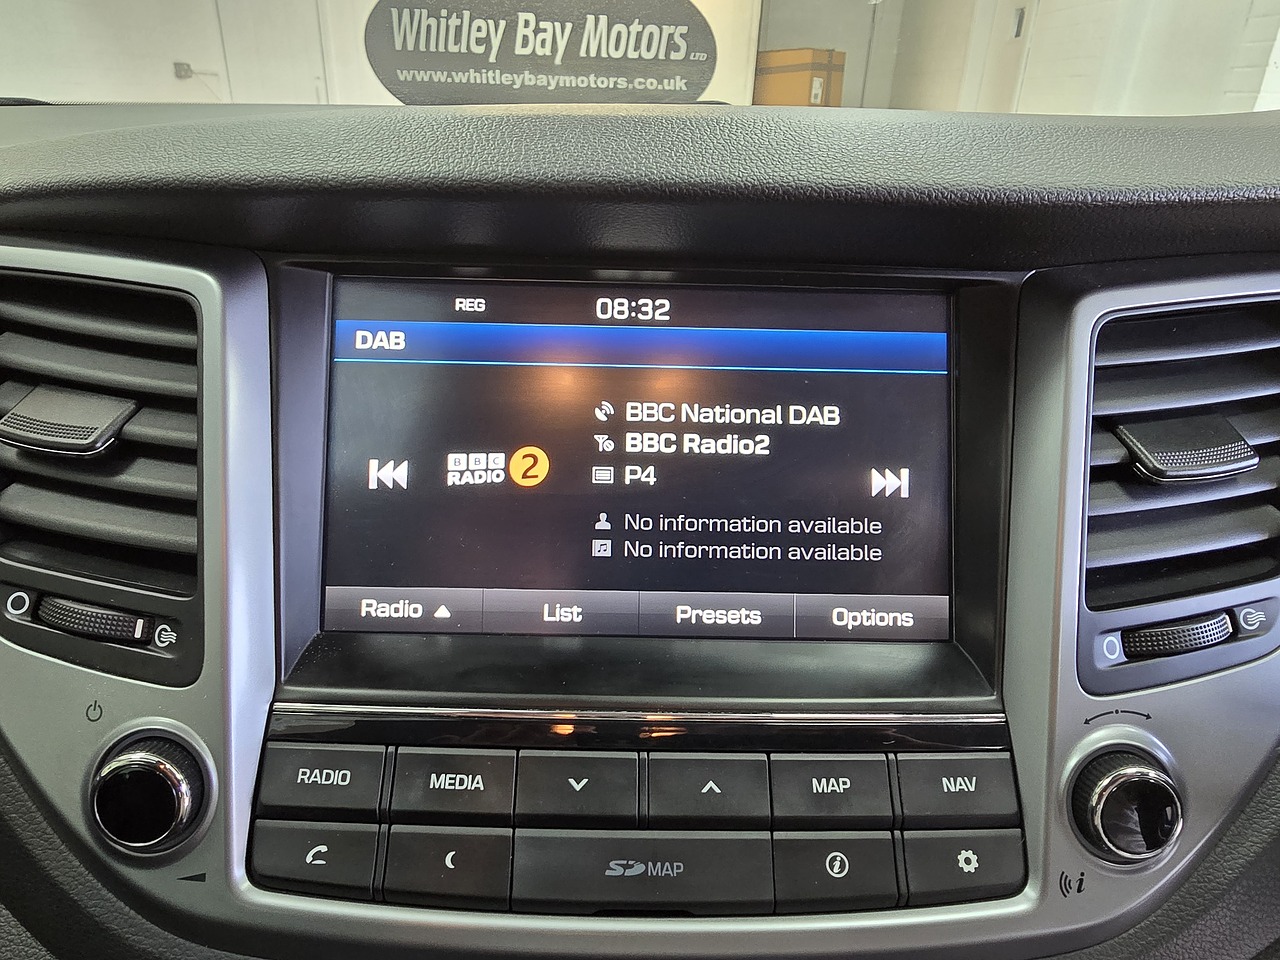 Whitley Bay Motors LTD
www.whitleybaymotors.co.uk
REG
08:32
DAB
BBC National DAB
BBC Radio2
P4
BBC
RADIO 2
No information available
No information available
Radio
List
Presets
Options
RADIO
MEDIA
MAP
NAV
SD MAP
i
i